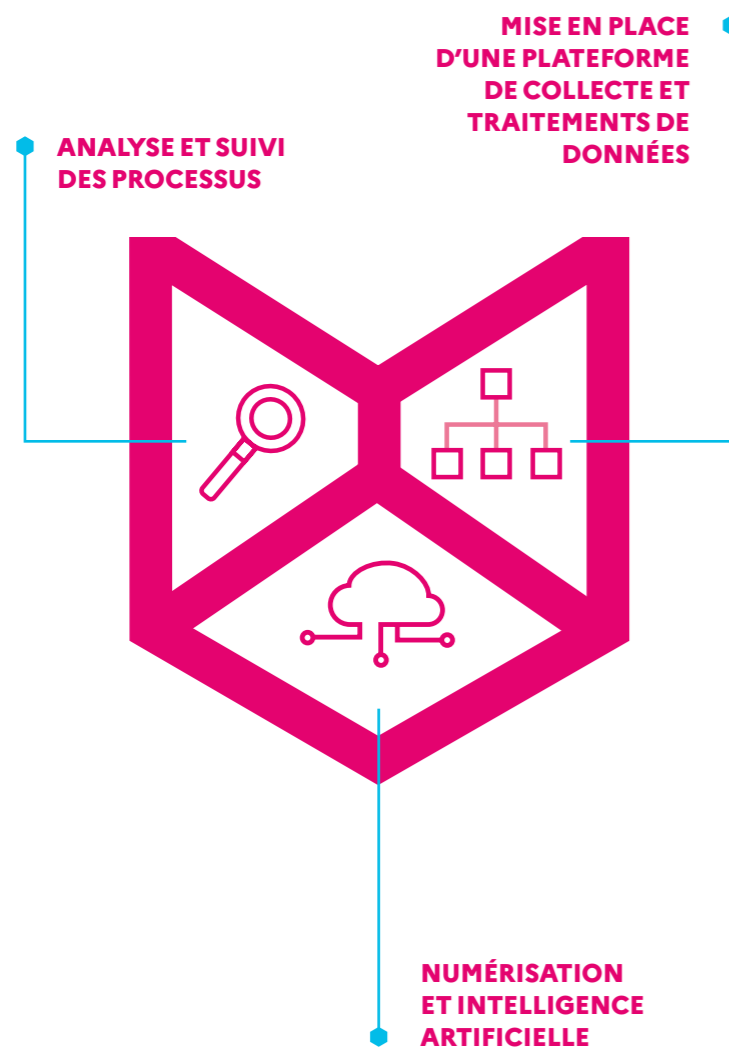 MISE EN PLACE
D’UNE PLATEFORME
DE COLLECTE ET
TRAITEMENTS DE
DONNÉES
ANALYSE ET SUIVI
DES PROCESSUS
NUMÉRISATION
ET INTELLIGENCE
ARTIFICIELLE